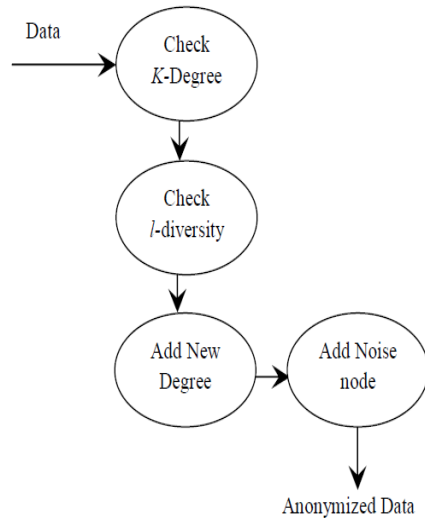 Data
Check
K-Degree
Check
l-diversity
Add New
Degree
Add Noise
node
Anonymized Data